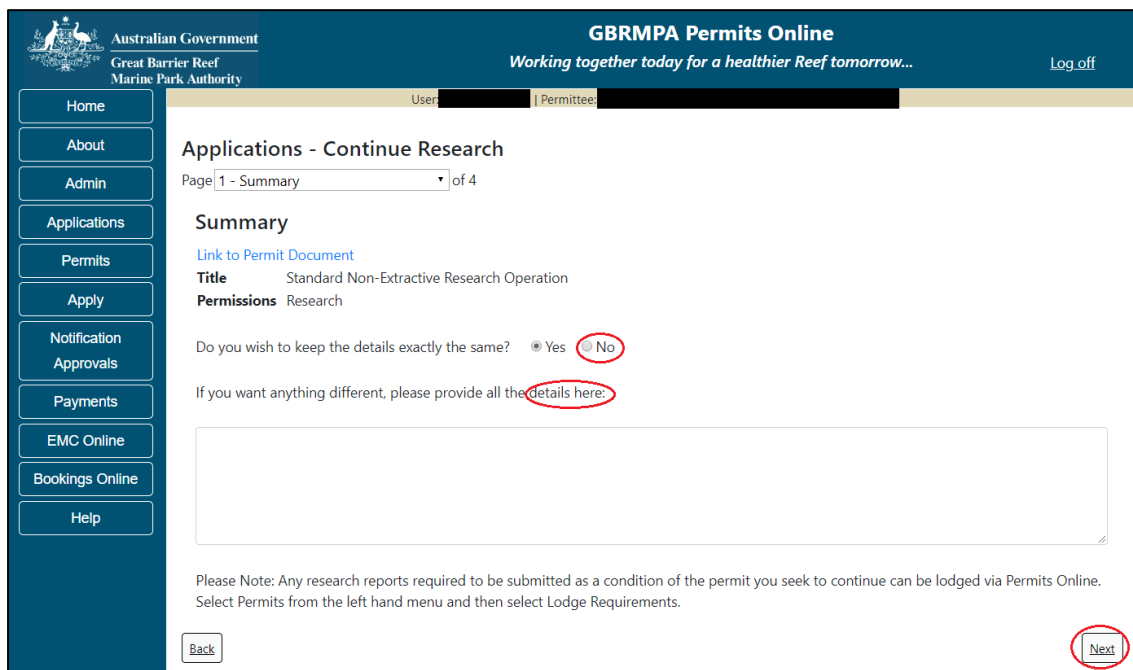 Australian Government
Great Barrier Reef
Marine Park Authority
GBRMPA Permits Online
Working together today for a healthier Reef tomorrow...
Log off
User: | Permittee:
Home
About
Admin
Applications
Permits
Apply
Notification
Approvals
Payments
EMC Online
Bookings Online
Help
Applications - Continue Research
Page 1 - Summary of 4
Summary
Link to Permit Document
Title Standard Non-Extractive Research Operation
Permissions Research
Do you wish to keep the details exactly the same? Yes No
If you want anything different, please provide all the details here:
Please Note: Any research reports required to be submitted as a condition of the permit you seek to continue can be lodged via Permits Online.
Select Permits from the left hand menu and then select Lodge Requirements.
Back
Next